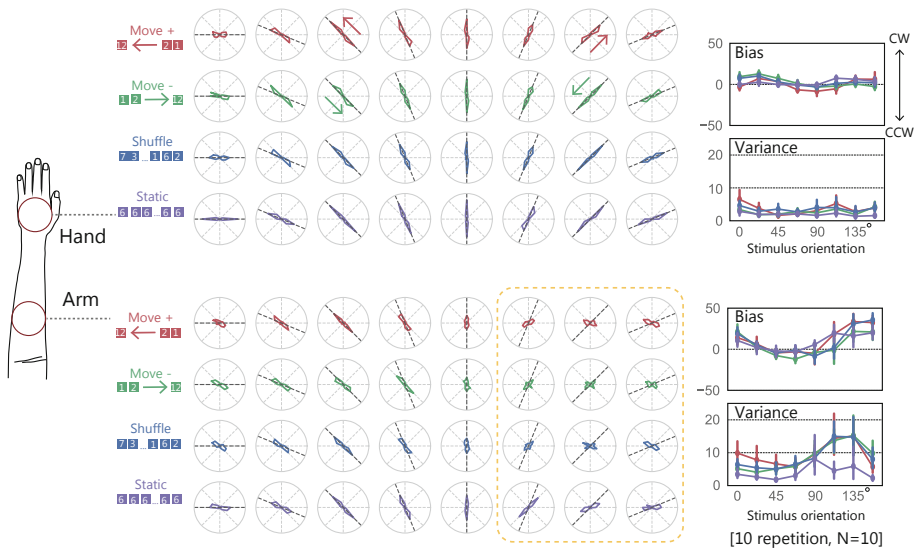 Move +
12 2 1
Move -
1 2 12
Shuffle
7 3 ... 1 6 2
Static
6 6 6 ... 6 6
Hand
Bias
50
0
−50
CW
CCW
Variance
20
10
0
0 45 90 135°
Stimulus orientation
Arm
Move +
12 2 1
Move -
1 2 12
Shuffle
7 3 ... 1 6 2
Static
6 6 6 ... 6 6
Bias
50
0
−50
Variance
20
10
0
0 45 90 135°
Stimulus orientation
[10 repetition, N=10]